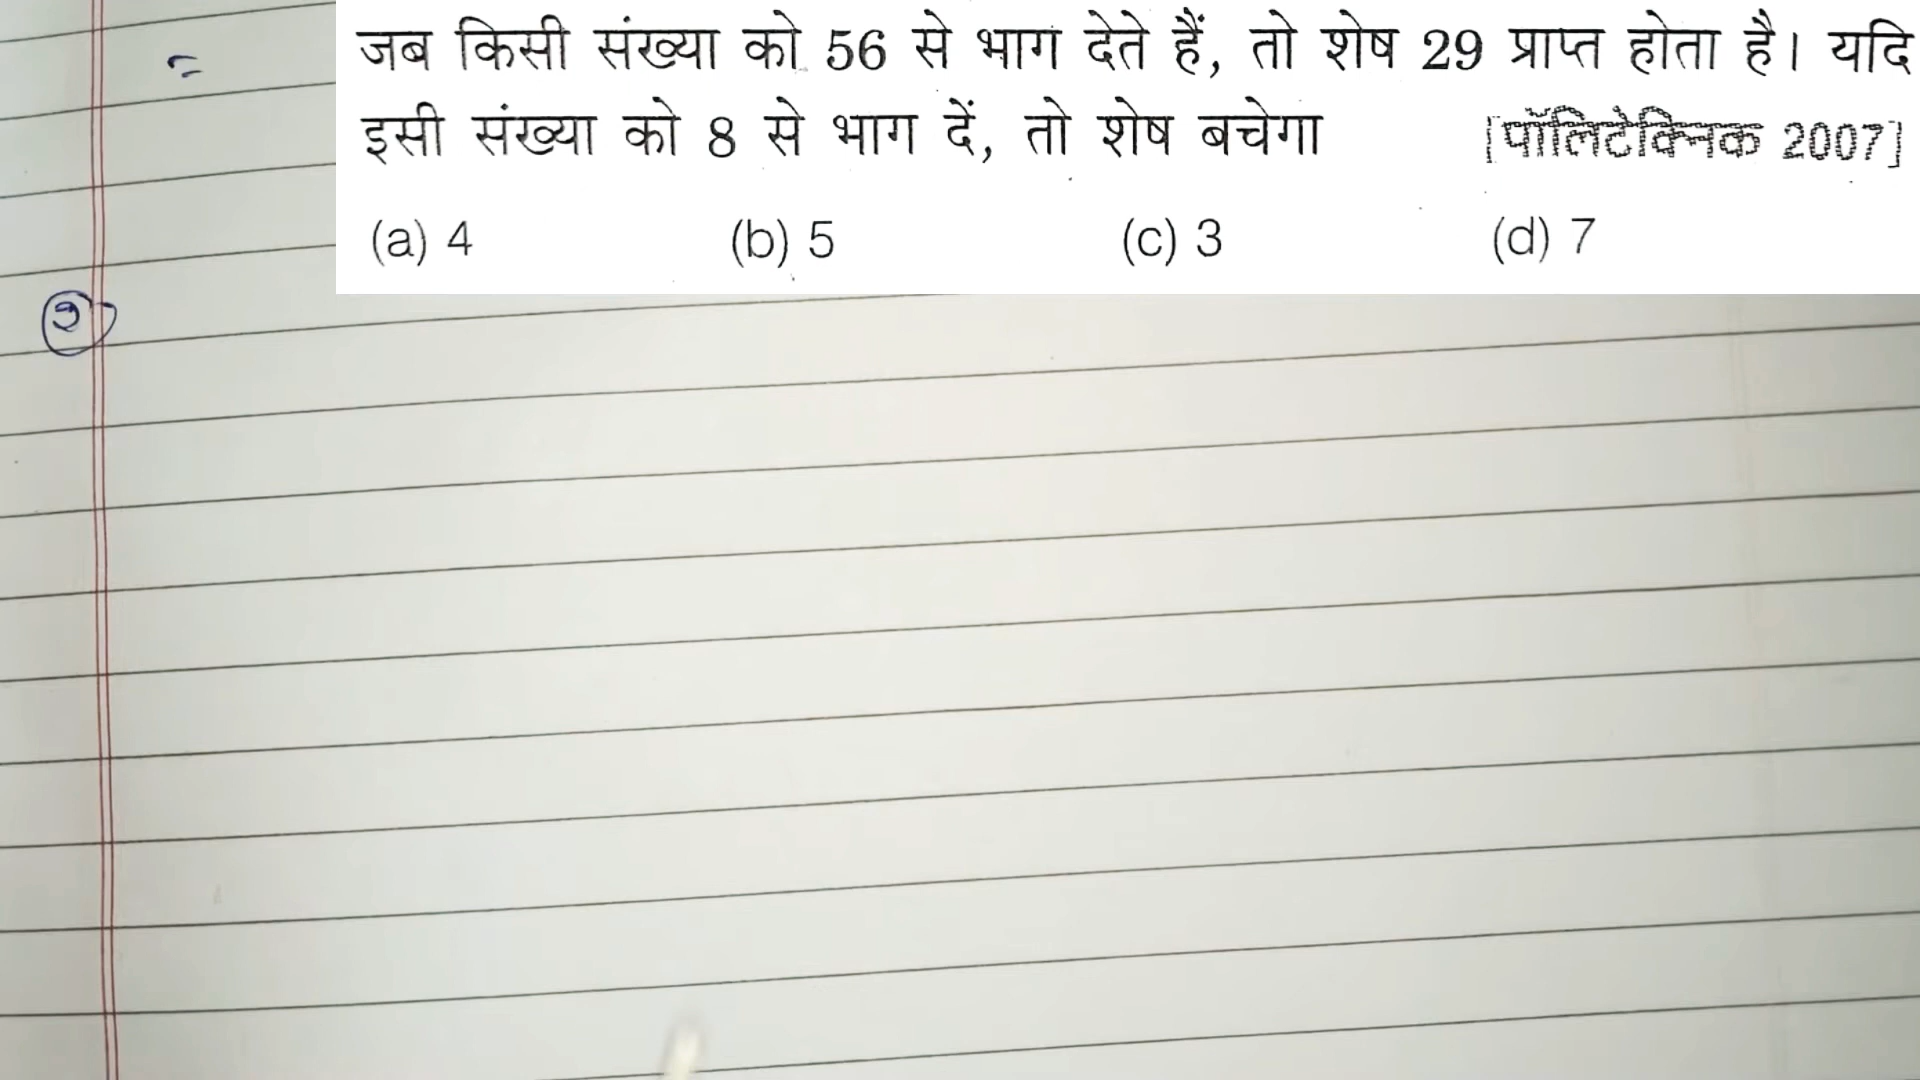 =
जब किसी संख्या को 56 से भाग देते हैं, तो शेष 29 प्राप्त होता है। यदि
इसी संख्या को 8 से भाग दें, तो शेष बचेगा [पॉलिटेक्निक 2007]
(a) 4 (b) 5 (c) 3 (d) 7